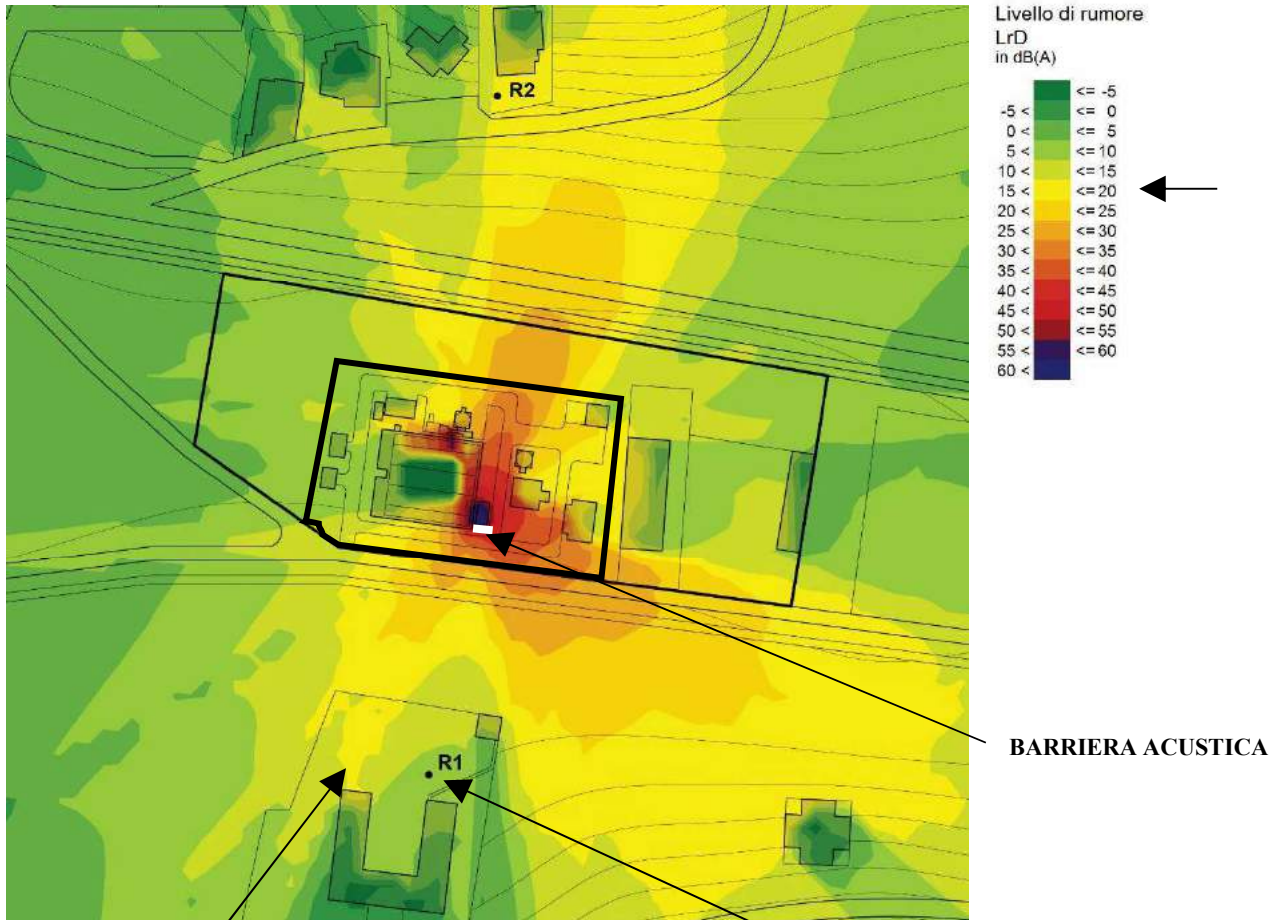 Livello di rumore
LrD
in dB(A)
<= -5
-5 < <= 0
0 < <= 5
5 < <= 10
10 < <= 15
15 < <= 20
20 < <= 25
25 < <= 30
30 < <= 35
35 < <= 40
40 < <= 45
45 < <= 50
50 < <= 55
55 < <= 60
60 <
R2
BARRIERA ACUSTICA
R1